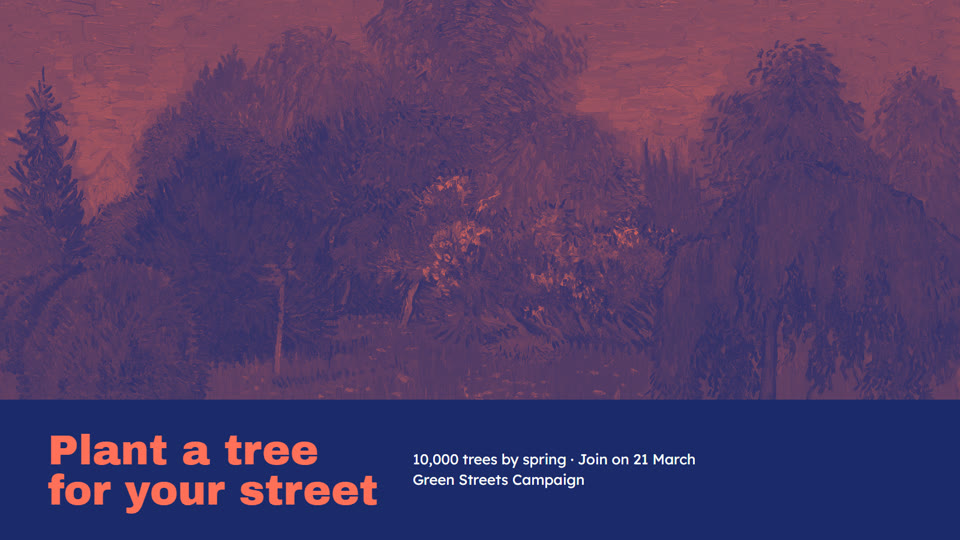 Plant a tree
for your street
10,000 trees by spring · Join on 21 March
Green Streets Campaign